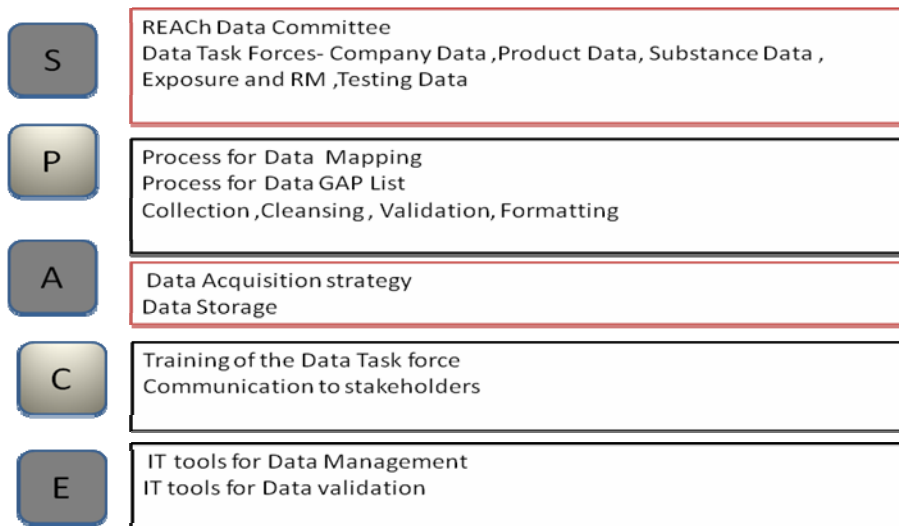 S
REACh Data Committee
Data Task Forces- Company Data ,Product Data, Substance Data ,
Exposure and RM ,Testing Data
P
Process for Data Mapping
Process for Data GAP List
Collection ,Cleansing , Validation, Formatting
A
Data Acquisition strategy
Data Storage
C
Training of the Data Task force
Communication to stakeholders
E
IT tools for Data Management
IT tools for Data validation